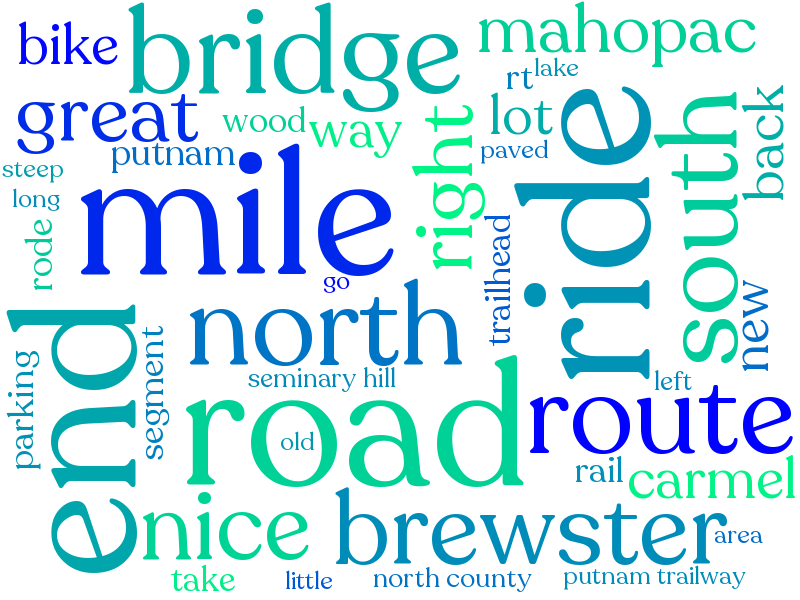 bike
bridge
mahopac
rt
lake
great
wood
way
lot
ride
back
putnam
paved
steep
mile
right
south
long
rode
trailhead
go
end
north
new
parking
segment
seminary hill
left
road
route
old
rail
carmel
nice
brewster
area
take
little
north county
putnam trailway